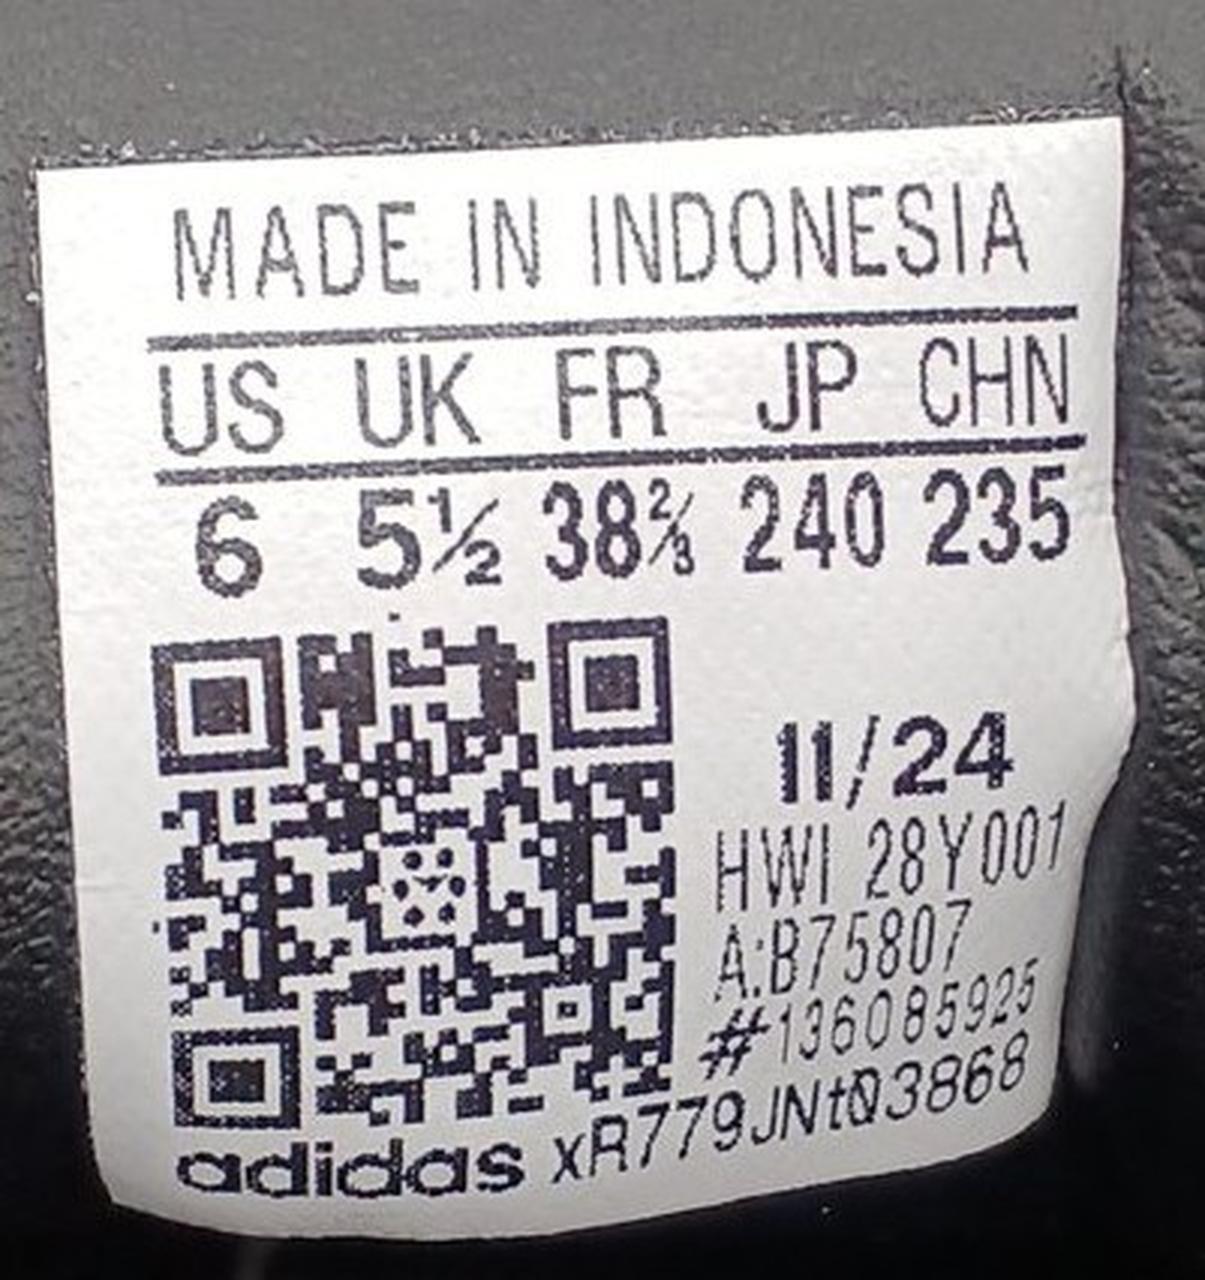 MADE IN INDONESIA
US UK FR JP CHN
6 5½ 38⅔ 240 235
11/24
HWI 28Y001
A:B75807
#136085925
adidas xR779JNtQ3868